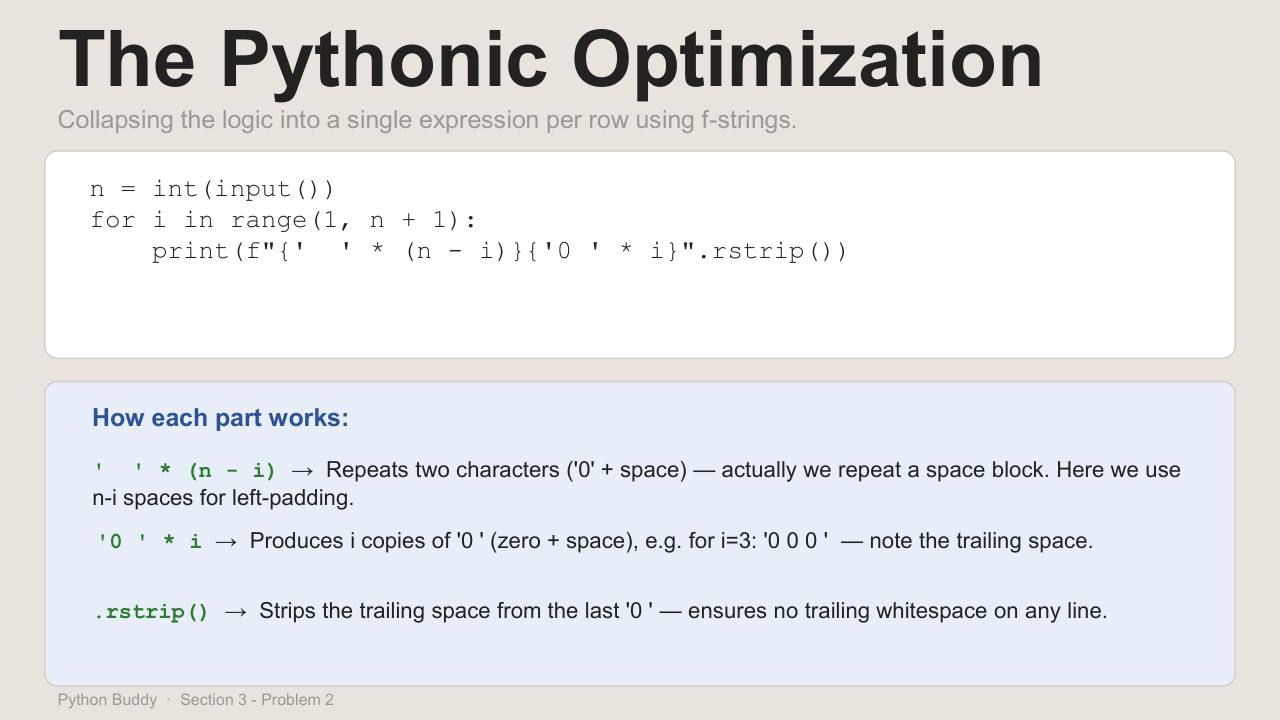 The Pythonic Optimization
Collapsing the logic into a single expression per row using f-strings.
n = int(input())
for i in range(1, n + 1):
    print(f"{'  ' * (n - i)}{'0 ' * i}".rstrip())
How each part works:
'  ' * (n - i) → Repeats two characters ('0' + space) — actually we repeat a space block. Here we use
n-i spaces for left-padding.
'0 ' * i → Produces i copies of '0 ' (zero + space), e.g. for i=3: '0 0 0 '  — note the trailing space.
.rstrip() → Strips the trailing space from the last '0 ' — ensures no trailing whitespace on any line.
Python Buddy · Section 3 - Problem 2